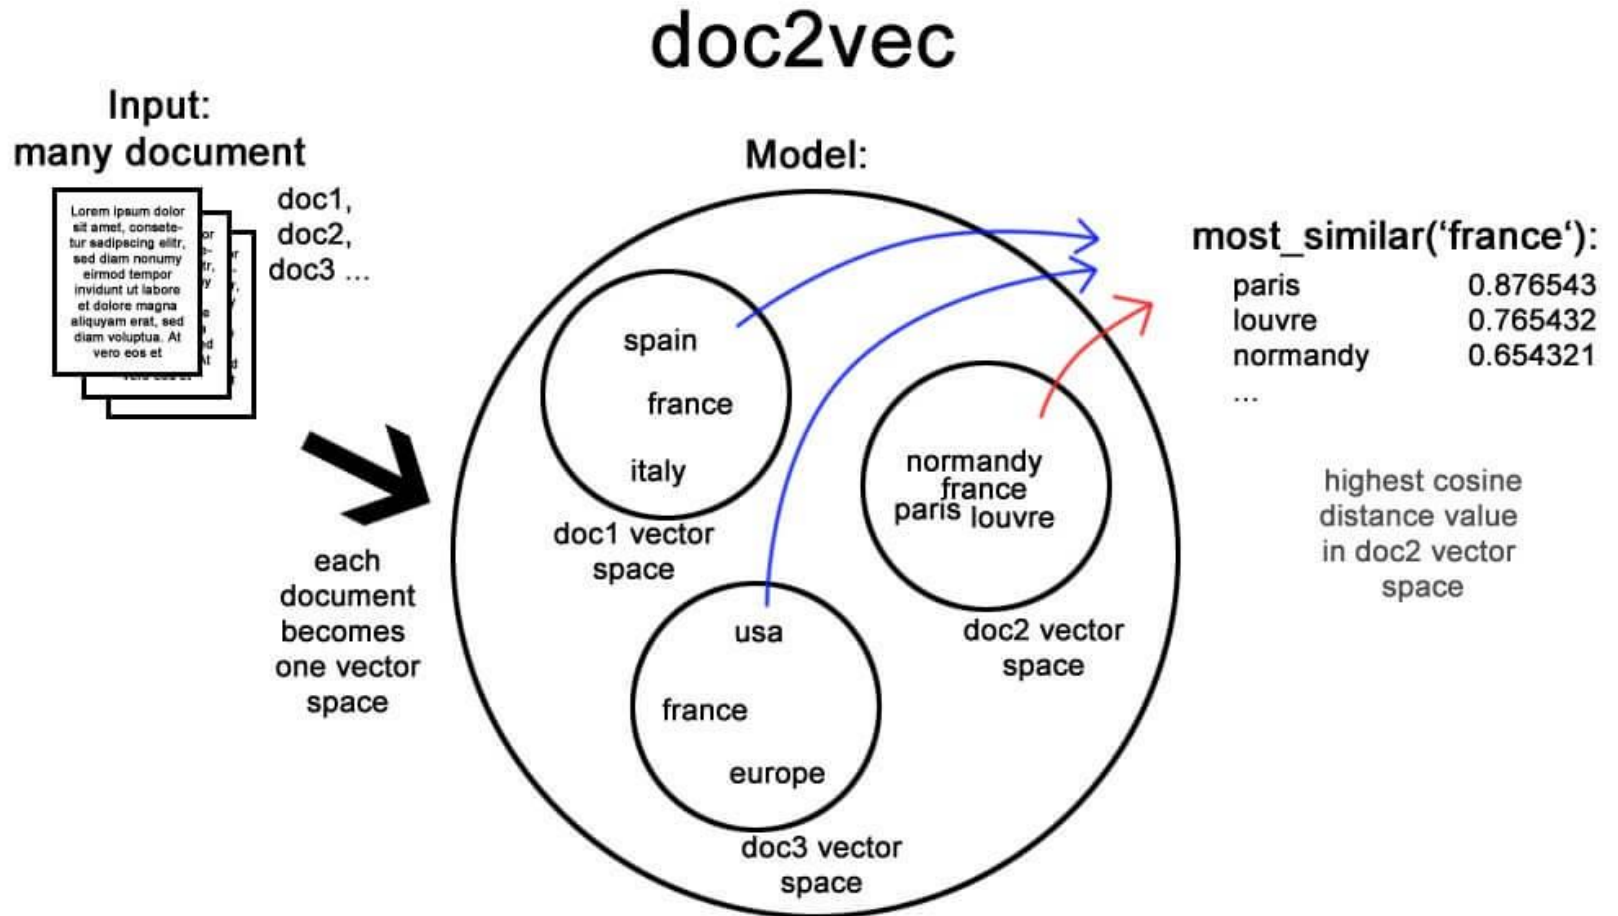 doc2vec
Input:
many document
doc1,
doc2,
doc3 ...
Lorem ipsum dolor
sit amet, consete-
tur sadipscing elitr,
sed diam nonumy
eirmod tempor
invidunt ut labore
et dolore magna
aliquyam erat, sed
diam voluptua. At
vero eos et
each
document
becomes
one vector
space
Model:
spain
france
italy
doc1 vector
space
normandy
france
paris louvre
doc2 vector
space
usa
france
europe
doc3 vector
space
most_similar(‘france‘):
paris 0.876543
louvre 0.765432
normandy 0.654321
...
highest cosine
distance value
in doc2 vector
space